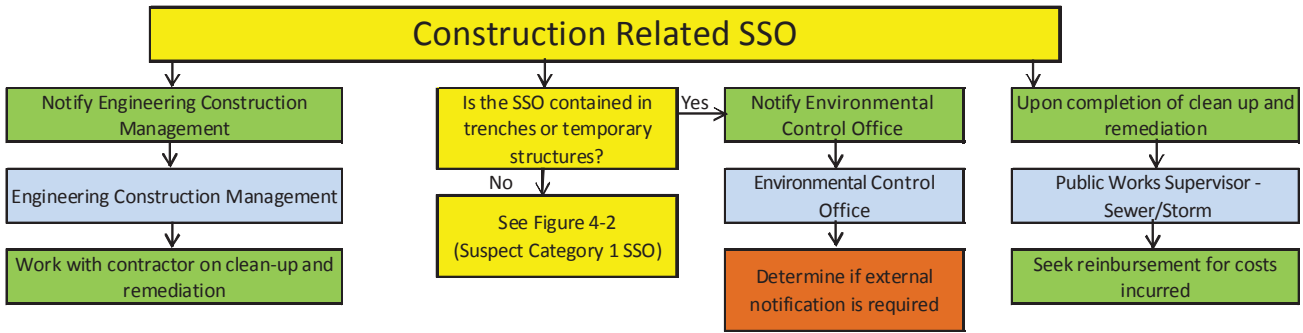 Construction Related SSO
Notify Engineering Construction
Management
Engineering Construction Management
Work with contractor on clean-up and
remediation
Is the SSO contained in
trenches or temporary
structures?
Yes
No
See Figure 4-2
(Suspect Category 1 SSO)
Notify Environmental
Control Office
Environmental Control
Office
Determine if external
notification is required
Upon completion of clean up and
remediation
Public Works Supervisor -
Sewer/Storm
Seek reimbursement for costs
incurred